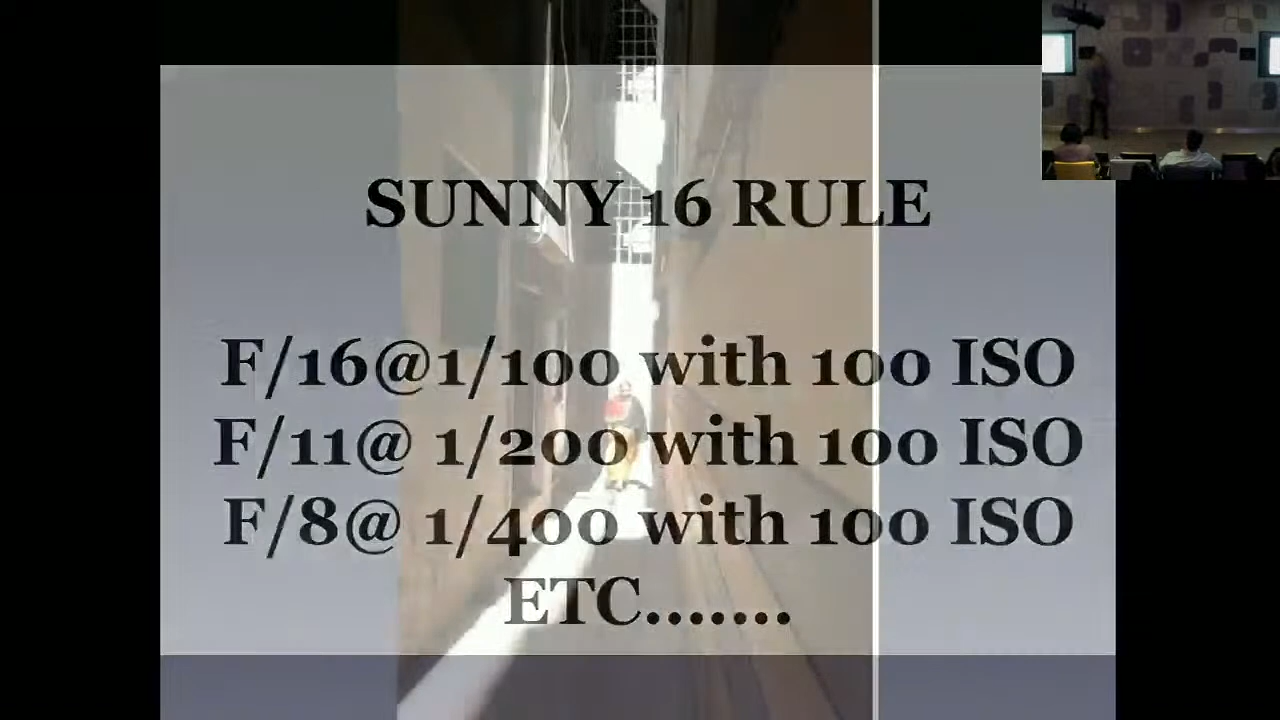 SUNNY 16 RULE
F/16@1/100 with 100 ISO
F/11@ 1/200 with 100 ISO
F/8@ 1/400 with 100 ISO
ETC.......